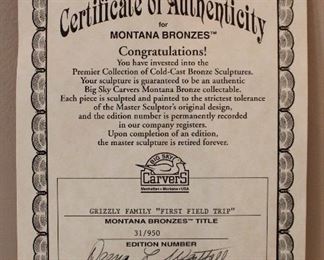 Certificate of Authenticity
for
MONTANA BRONZES™
Congratulations!
You have invested into the
Premier Collection of Cold-Cast Bronze Sculptures.
Your sculpture is guaranteed to be an authentic
Big Sky Carvers Montana Bronze collectable.
Each piece is sculpted and painted to the strictest tolerance
of the Master Sculptor's original design,
and the edition number is permanently recorded
in our company registers.
Upon completion of an edition,
the master sculpture is retired forever.
BIG SKY
CARVERS
Manhattan • Montana • USA
GRIZZLY FAMILY "FIRST FIELD TRIP"
MONTANA BRONZES™ TITLE
31/950
EDITION NUMBER